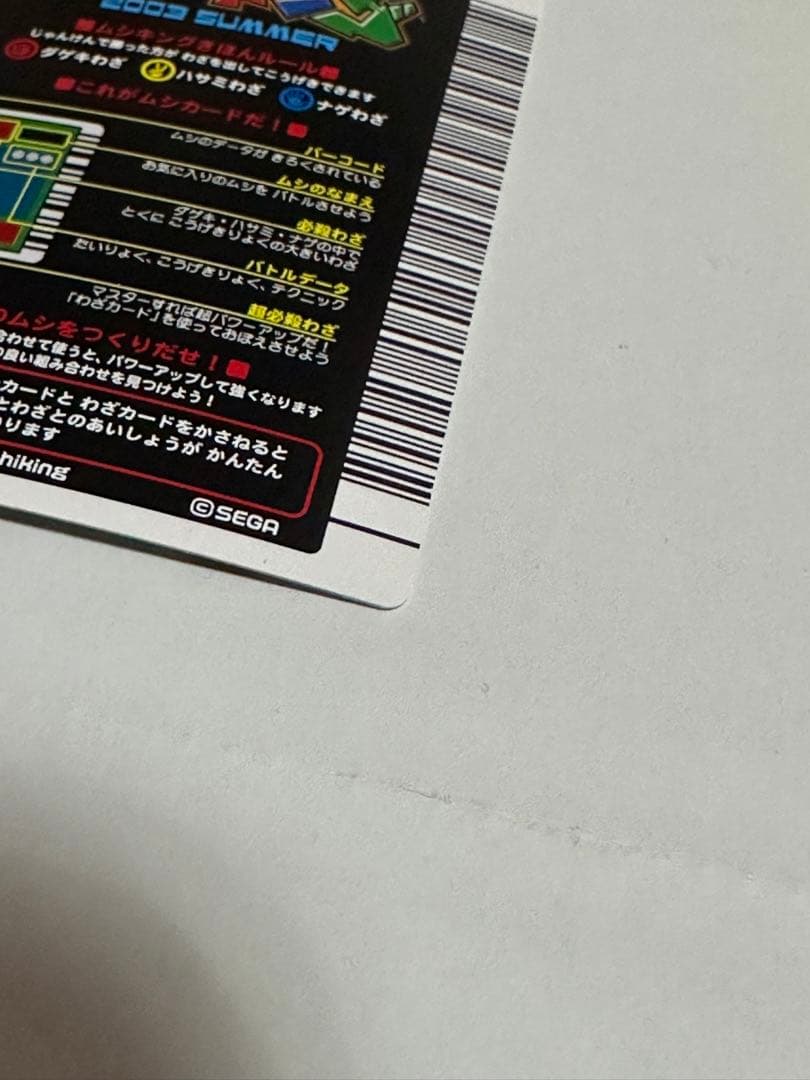 2003 SUMMER
■ムシキングきほんルール■
じゃんけんで勝った方が わざを出してこうげきできます
ダゲキわざ ハサミわざ ナゲわざ
■これがムシカードだ！■
バーコード
ムシのデータが きろくされている
ムシのなまえ
お気に入りのムシを バトルさせよう
必殺わざ
ダゲキ・ハサミ・ナゲの中で
とくに こうげきりょくの大きいわざ
バトルデータ
たいりょく、こうげきりょく、テクニック
超必殺わざ
マスターすれば超パワーアップだ！
「わざカード」を使っておぼえさせよう
のムシをつくりだせ！■
合わせて使うと、パワーアップして強くなります
の良い組み合わせを見つけよう！
カードと わざカードをかさねると
とわざとのあいしょうが かんたん
ります
hiking
©SEGA